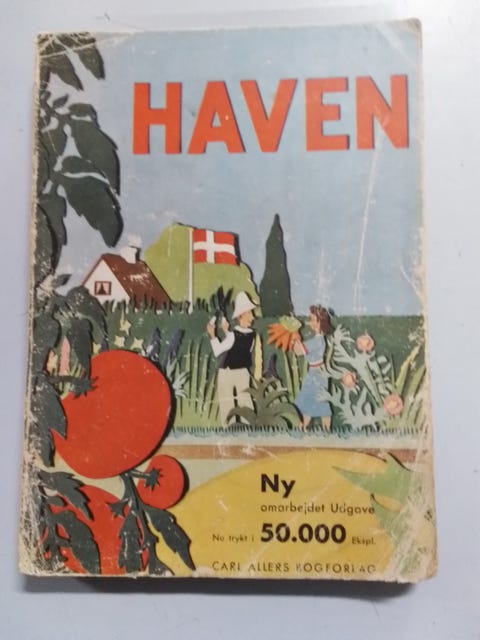 HAVEN
Ny
omarbejdet Udgave
Nu trykt i 50.000 Ekspl.
CARL ALLERS BOGFORLAG